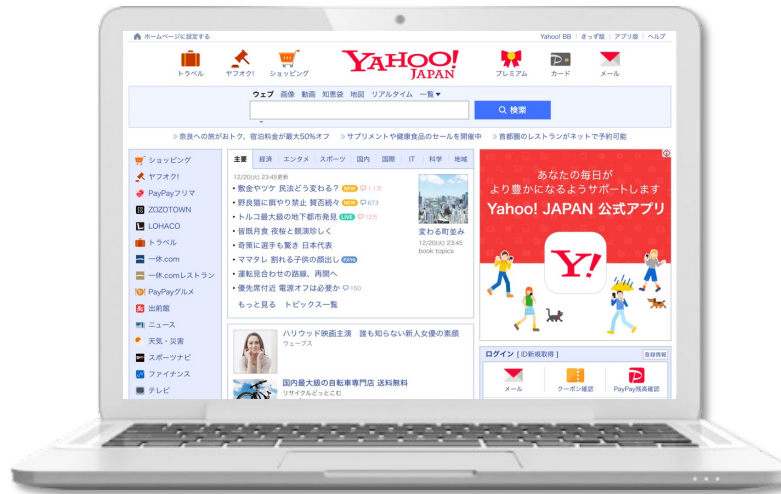 ホームページに設定する
Yahoo! BB
きっず版
アプリ版
ヘルプ
トラベル
ヤフオク!
ショッピング
YAHOO!
JAPAN
プレミアム
カード
メール
ウェブ 画像 動画 知恵袋 地図 リアルタイム 一覧▼
検索
奈良への旅がおトク、宿泊料金が最大50%オフ
サプリメントや健康食品のセールを開催中
首都圏のレストランがネットで予約可能
ショッピング
ヤフオク!
PayPayフリマ
ZOZOTOWN
LOHACO
トラベル
一休.com
一休.comレストラン
PayPayグルメ
出前館
ニュース
天気・災害
スポーツナビ
ファイナンス
テレビ
主要 経済 エンタメ スポーツ 国内 国際 IT 科学 地域
12/20(火) 23:45更新
・敷金やツケ 民法どう変わる? NEW 1.1万
・野良猫に餌やり禁止 賛否続々 NEW 673
・トルコ最大級の地下都市発見 LIVE 12万
・皆既月食 夜桜と競演珍しく
・奇策に選手も驚き 日本代表
・ママタレ 割れる子供の顔出し
・運転見合わせの路線、再開へ
・優先席付近 電源オフは必要か 150
もっと見る トピックス一覧
変わる町並み
12/20(火) 23:45
book topics
ハリウッド映画主演 誰も知らない新人女優の素顔
ウェーブス
国内最大級の自転車専門店 送料無料
リサイクルどっとこむ
あなたの毎日が
より豊かになるようサポートします
Yahoo! JAPAN 公式アプリ
Y!
ログイン [ ID新規取得 ]
登録情報
メール
クーポン確認
PayPay残高確認